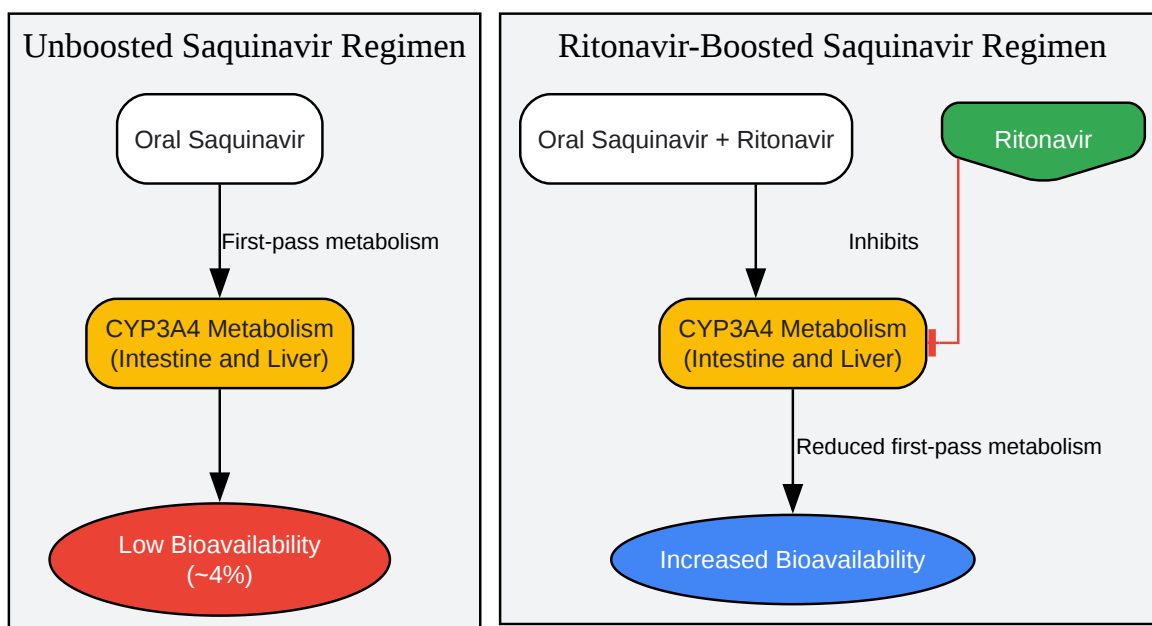 Unboosted Saquinavir Regimen
Oral Saquinavir
First-pass metabolism
CYP3A4 Metabolism
(Intestine and Liver)
Low Bioavailability
(~4%)
Ritonavir-Boosted Saquinavir Regimen
Oral Saquinavir + Ritonavir
Ritonavir
Inhibits
CYP3A4 Metabolism
(Intestine and Liver)
Reduced first-pass metabolism
Increased Bioavailability